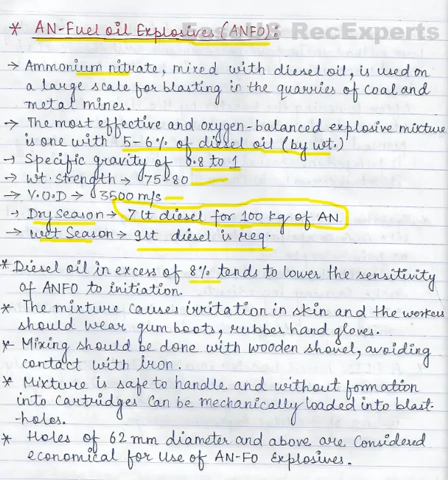 East US RecExperts
* AN-Fuel oil Explosives (ANFO):
→ Ammonium nitrate, mixed with diesel oil, is used on
a large scale for blasting in the quarries of coal and
metal mines.
→ The most effective and oxygen-balanced explosive mixture
is one with 5-6% of diesel oil (by wt.)
→ Specific gravity of 0.8 to 1
→ Wt. Strength → 75-80
→ V.O.D → 3500 m/s
→ Dry Season → 7 lt diesel for 100 kg of AN
→ Wet Season → 9lt diesel is req.
* Diesel oil in excess of 8% tends to lower the sensitivity
of ANFO to initiation.
* The mixture causes irritation in skin and the workers
should wear gum boots, rubber hand gloves.
* Mixing should be done with wooden shovel, avoiding
contact with iron.
* Mixture is safe to handle and without formation
into cartridges can be mechanically loaded into blast-
holes.
* Holes of 62 mm diameter and above are considered
economical for use of AN-FO Explosives.